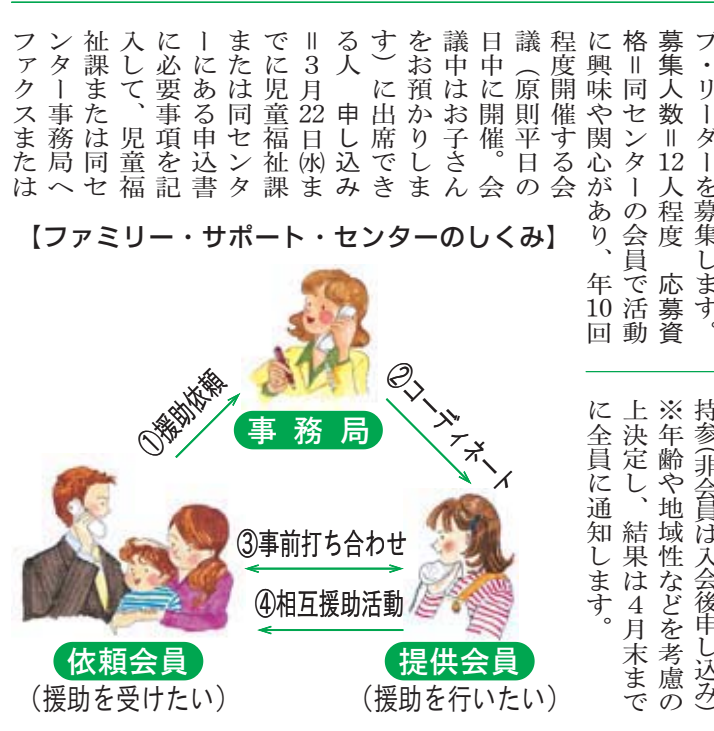 フ・リーダーを募集します。
募集人数＝12人程度　応募資
格＝同センターの会員で活動
に興味や関心があり、年10回
程度開催する会
議（原則平日の
日中に開催。会
議中はお子さん
をお預かりしま
す）に出席でき
る人　申し込み
＝３月22日㈬ま
でに児童福祉課
または同センタ
ーにある申込書
に必要事項を記
入して、児童福
祉課または同セ
ンター事務局へ
ファクスまたは
持参(非会員は入会後申し込み)
※年齢や地域性などを考慮の
上決定し、結果は４月末まで
に全員に通知します。
【ファミリー・サポート・センターのしくみ】
①援助依頼
②コーディネート
事務局
③事前打ち合わせ
④相互援助活動
依頼会員
（援助を受けたい）
提供会員
（援助を行いたい）